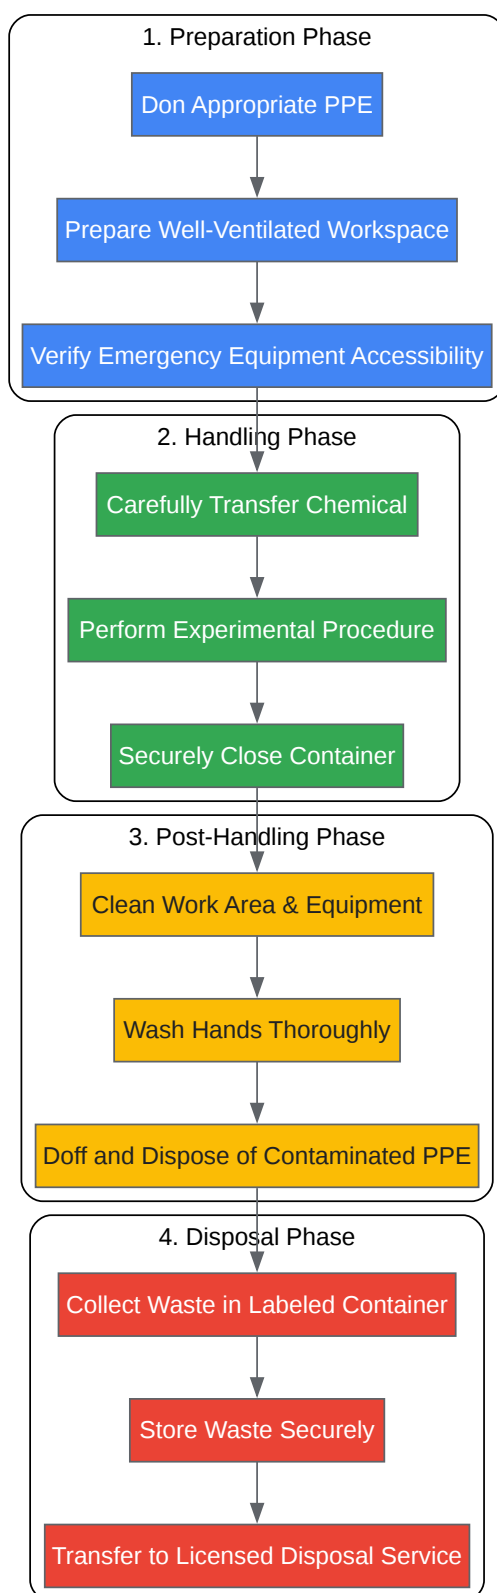 1. Preparation Phase
Don Appropriate PPE
Prepare Well-Ventilated Workspace
Verify Emergency Equipment Accessibility
2. Handling Phase
Carefully Transfer Chemical
Perform Experimental Procedure
Securely Close Container
3. Post-Handling Phase
Clean Work Area & Equipment
Wash Hands Thoroughly
Doff and Dispose of Contaminated PPE
4. Disposal Phase
Collect Waste in Labeled Container
Store Waste Securely
Transfer to Licensed Disposal Service